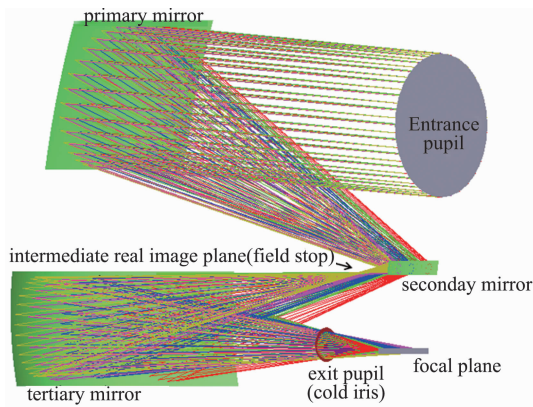 primary mirror
Entrance
pupil
intermediate real image plane(field stop)
seconday mirror
exit pupil
(cold iris)
focal plane
tertiary mirror